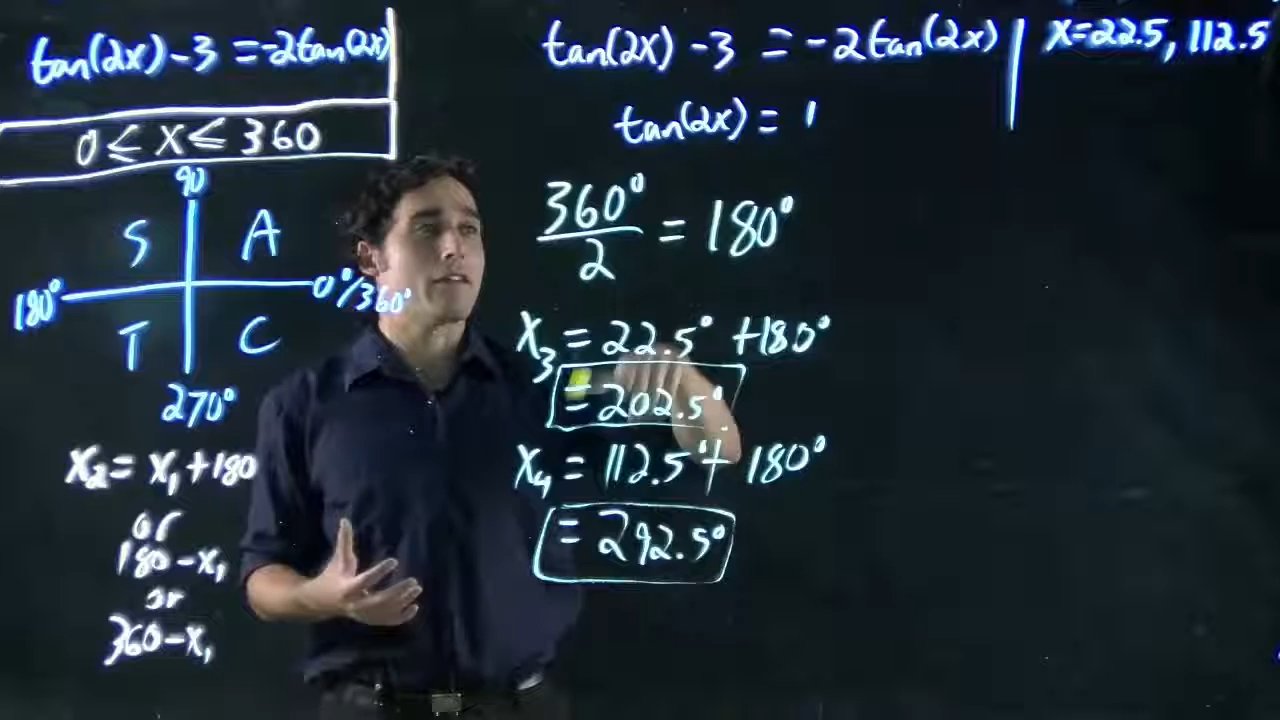 tan(2x) -3 = -2tan(2x)
0 ≤ x ≤ 360
90
S A
180° 0°/360°
T C
270°
x₂ = x₁ + 180
or
180 - x₁
or
360 - x₁
tan(2x) -3 = -2tan(2x)
tan(2x) = 1
360°/2 = 180°
x₃ = 22.5° +180°
= 202.5°
x₄ = 112.5° + 180°
= 292.5°
x=22.5, 112.5